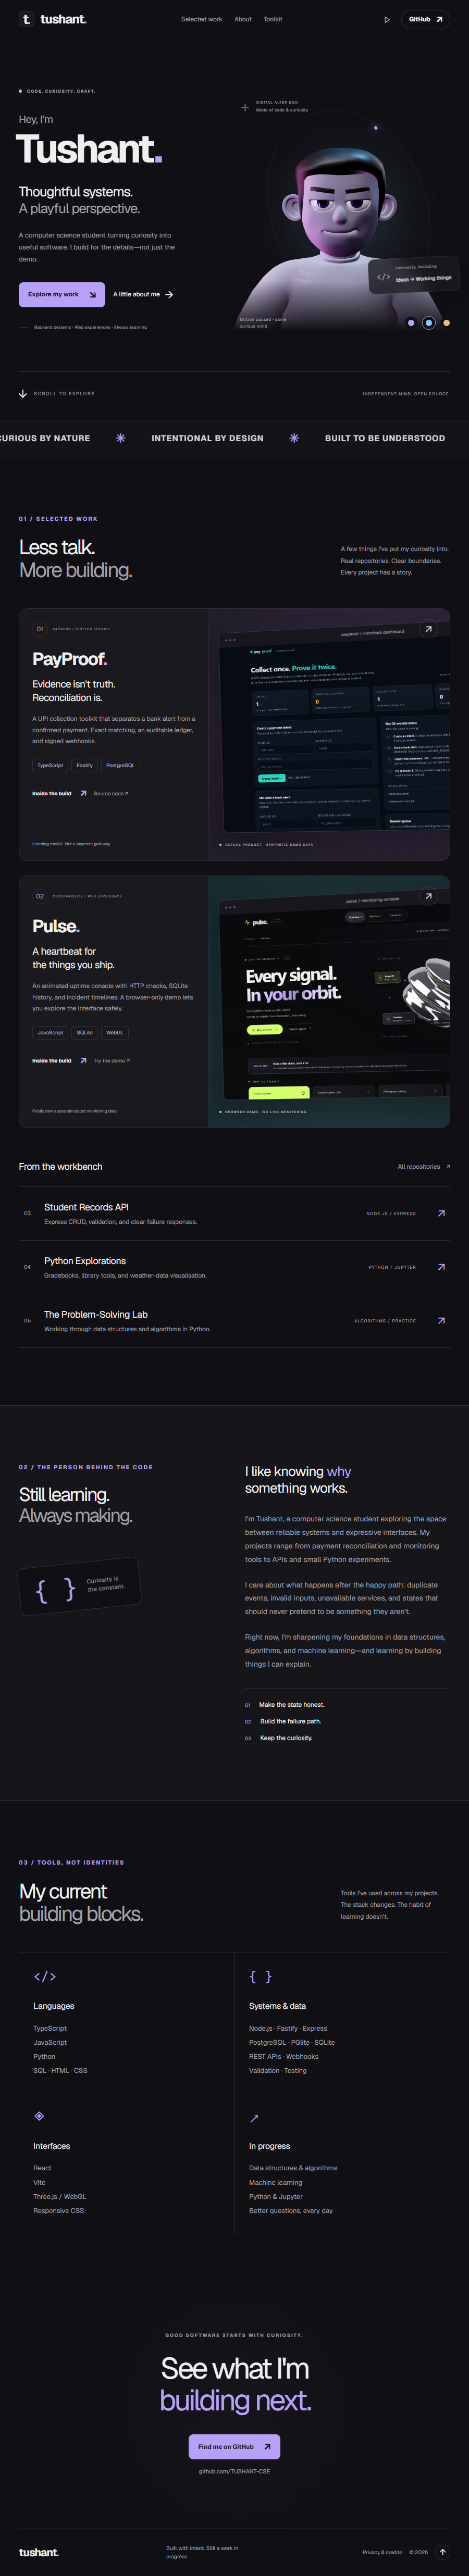 t. tushant.
Selected work About Toolkit
GitHub
CODE. CURIOSITY. CRAFT.
Hey, I'm
Tushant.
Thoughtful systems.
A playful perspective.
A computer science student turning curiosity into
useful software. I build for the details—not just the
demo.
Explore my work
A little about me
Backend systems · Web experiences · Always learning
DIGITAL ALTER EGO
Made of code & curiosity
currently building
</> Ideas → Working things
Motion paused · same
curious mind
SCROLL TO EXPLORE
INDEPENDENT MIND. OPEN SOURCE.
CURIOUS BY NATURE
INTENTIONAL BY DESIGN
BUILT TO BE UNDERSTOOD
01 / SELECTED WORK
Less talk.
More building.
A few things I've put my curiosity into.
Real repositories. Clear boundaries.
Every project has a story.
01 BACKEND / FINTECH TOOLKIT
PayProof.
Evidence isn't truth.
Reconciliation is.
A UPI collection toolkit that separates a bank alert from a
confirmed payment. Exact matching, an auditable ledger,
and signed webhooks.
TypeScript Fastify PostgreSQL
Inside the build Source code ↗
Learning toolkit · Not a payment gateway
payproof / merchant dashboard
pay proof
Collect once. Prove it twice.
ACTUAL PRODUCT · SYNTHETIC DEMO DATA
02 OBSERVABILITY / WEB EXPERIENCE
Pulse.
A heartbeat for
the things you ship.
An animated uptime console with HTTP checks, SQLite
history, and incident timelines. A browser-only demo lets
you explore the interface safely.
JavaScript SQLite WebGL
Inside the build Try the demo ↗
Public demo uses simulated monitoring data
pulse / monitoring console
pulse.
Every signal.
In your orbit.
BROWSER DEMO · NO LIVE MONITORING
From the workbench
All repositories ↗
03 Student Records API
Express CRUD, validation, and clear failure responses.
NODE.JS / EXPRESS
04 Python Explorations
Gradebooks, library tools, and weather-data visualisation.
PYTHON / JUPYTER
05 The Problem-Solving Lab
Working through data structures and algorithms in Python.
ALGORITHMS / PRACTICE
02 / THE PERSON BEHIND THE CODE
Still learning.
Always making.
{ } Curiosity is
the constant.
I like knowing why
something works.
I'm Tushant, a computer science student exploring the space
between reliable systems and expressive interfaces. My
projects range from payment reconciliation and monitoring
tools to APIs and small Python experiments.
I care about what happens after the happy path: duplicate
events, invalid inputs, unavailable services, and states that
should never pretend to be something they aren't.
Right now, I'm sharpening my foundations in data structures,
algorithms, and machine learning—and learning by building
things I can explain.
01 Make the state honest.
02 Build the failure path.
03 Keep the curiosity.
03 / TOOLS, NOT IDENTITIES
My current
building blocks.
Tools I've used across my projects.
The stack changes. The habit of
learning doesn't.
</>
Languages
TypeScript
JavaScript
Python
SQL · HTML · CSS
{ }
Systems & data
Node.js · Fastify · Express
PostgreSQL · PGlite · SQLite
REST APIs · Webhooks
Validation · Testing
Interfaces
React
Vite
Three.js / WebGL
Responsive CSS
In progress
Data structures & algorithms
Machine learning
Python & Jupyter
Better questions, every day
GOOD SOFTWARE STARTS WITH CURIOSITY.
See what I'm
building next.
Find me on GitHub
github.com/TUSHANT-CSE
tushant.
Built with intent. Still a work in
progress.
Privacy & credits © 2026